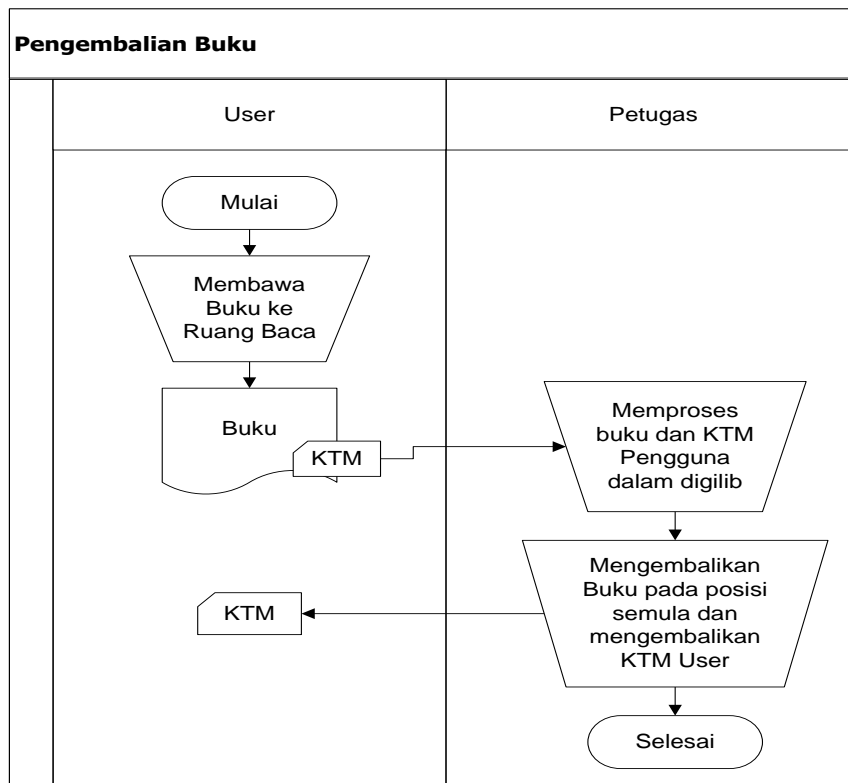 Pengembalian Buku
User
Petugas
Mulai
Membawa
Buku ke
Ruang Baca
Buku
KTM
Memproses
buku dan KTM
Pengguna
dalam digilib
Mengembalikan
Buku pada posisi
semula dan
mengembalikan
KTM User
KTM
Selesai